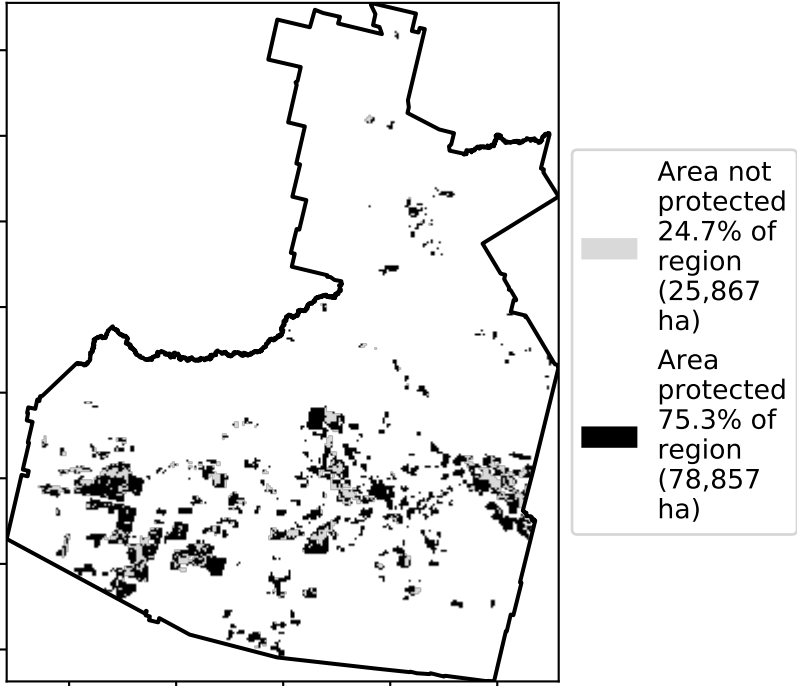 Area not
protected
24.7% of
region
(25,867
ha)
Area
protected
75.3% of
region
(78,857
ha)